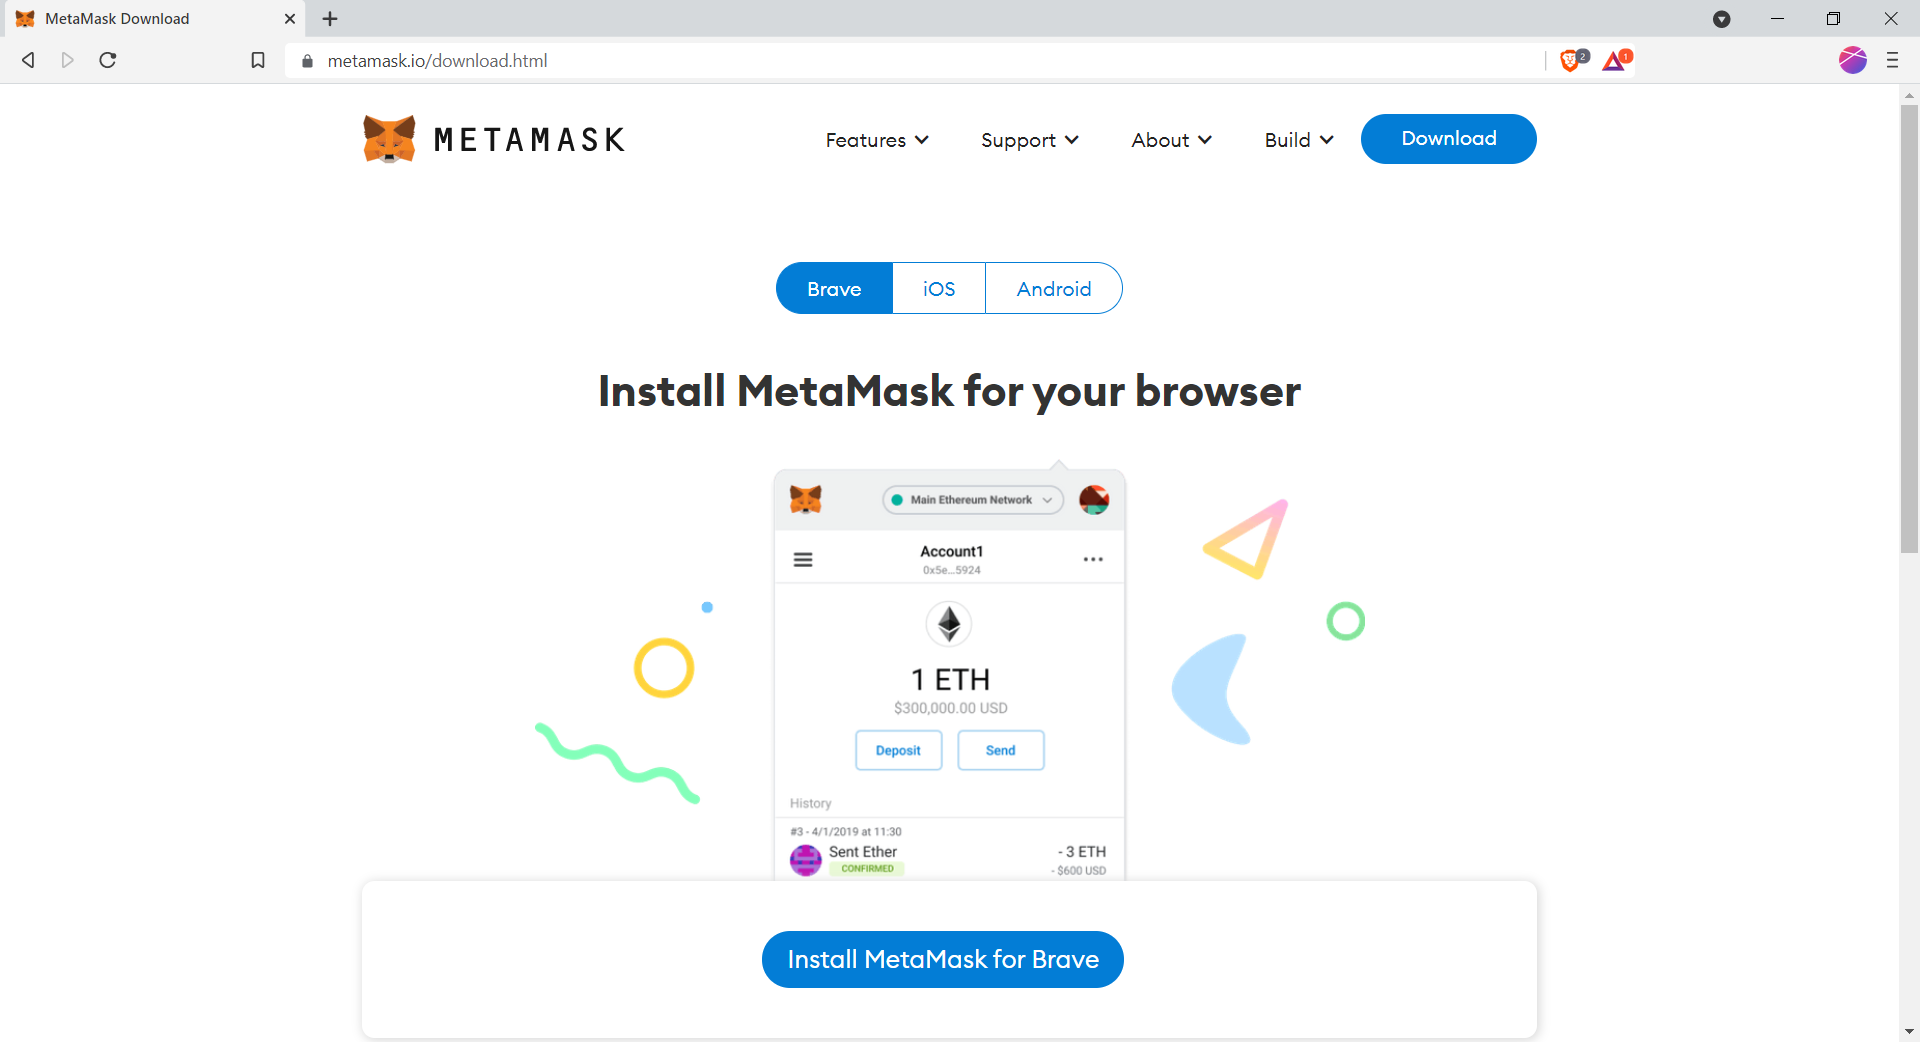 MetaMask Download
metamask.io/download.html
2
1
METAMASK
Features
Support
About
Build
Download
Brave
iOS
Android
Install MetaMask for your browser
Main Ethereum Network
Account1
0x5e...5924
1 ETH
$300,000.00 USD
Deposit
Send
History
#3 - 4/1/2019 at 11:30
Sent Ether
- 3 ETH
CONFIRMED
- $600 USD
Install MetaMask for Brave